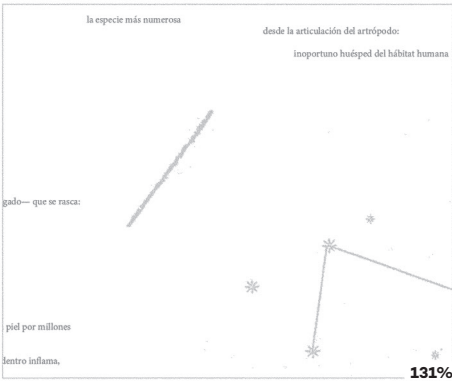 la especie más numerosa
desde la articulación del artrópodo:
inoportuno huésped del hábitat humana
gado— que se rasca:
piel por millones
dentro inflama,
131%